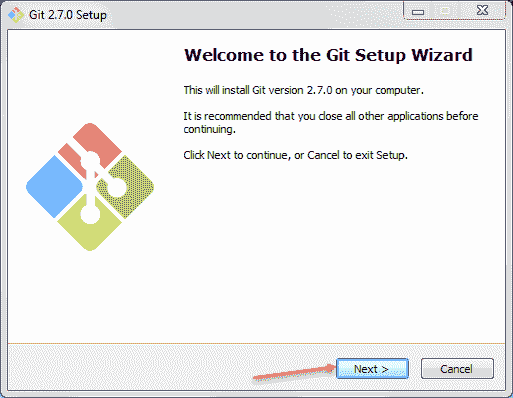 Git 2.7.0 Setup
Welcome to the Git Setup Wizard
This will install Git version 2.7.0 on your computer.
It is recommended that you close all other applications before
continuing.
Click Next to continue, or Cancel to exit Setup.
Next >
Cancel